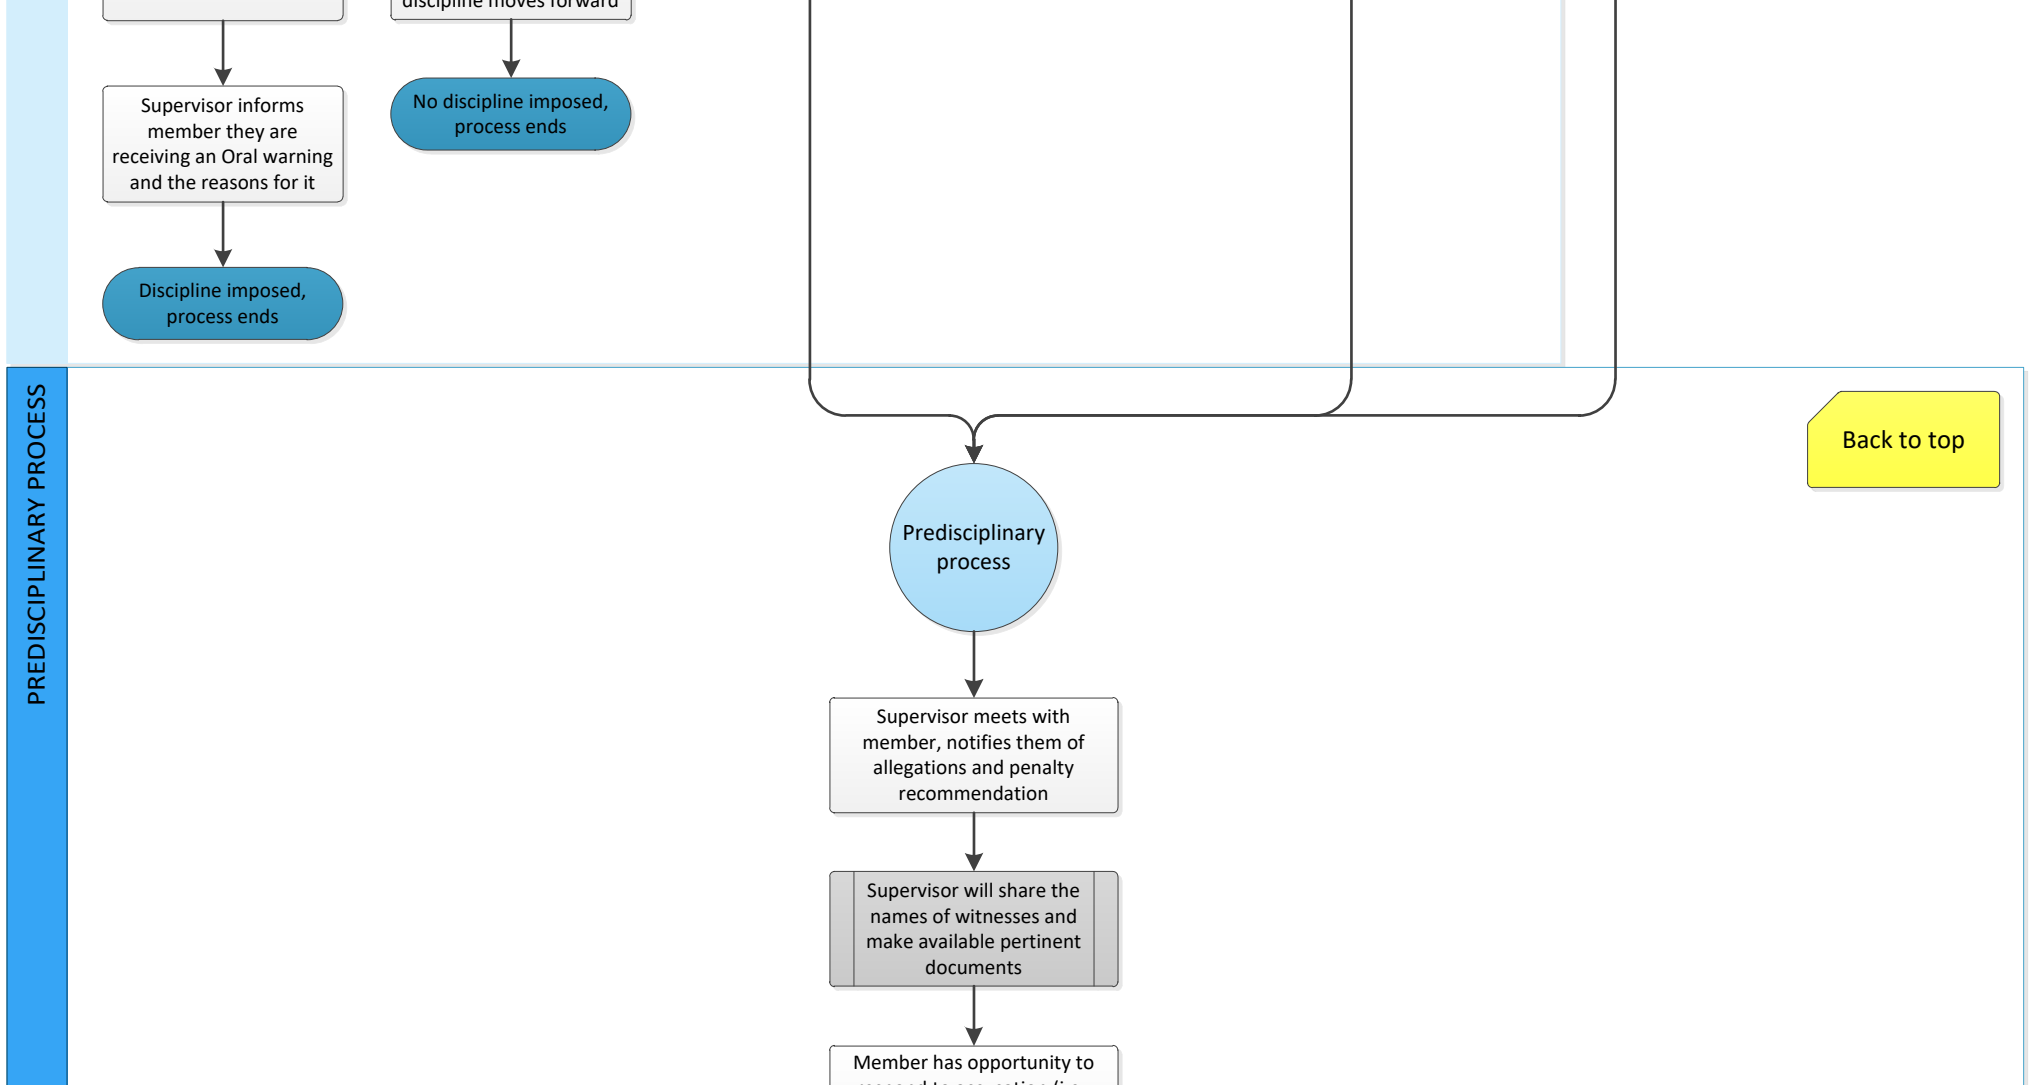 discipline moves forward
Supervisor informs
member they are
receiving an Oral warning
and the reasons for it
No discipline imposed,
process ends
Discipline imposed,
process ends
PREDISCIPLINARY PROCESS
Back to top
Predisciplinary
process
Supervisor meets with
member, notifies them of
allegations and penalty
recommendation
Supervisor will share the
names of witnesses and
make available pertinent
documents
Member has opportunity to